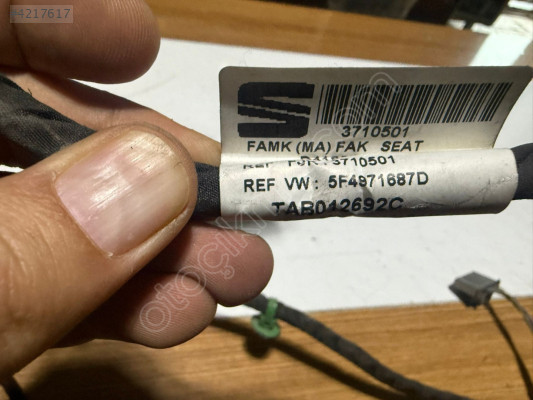 #4217617
3710501
FAMK (MA) FAK SEAT
REF VW : 5F4971687D
TAB042692C